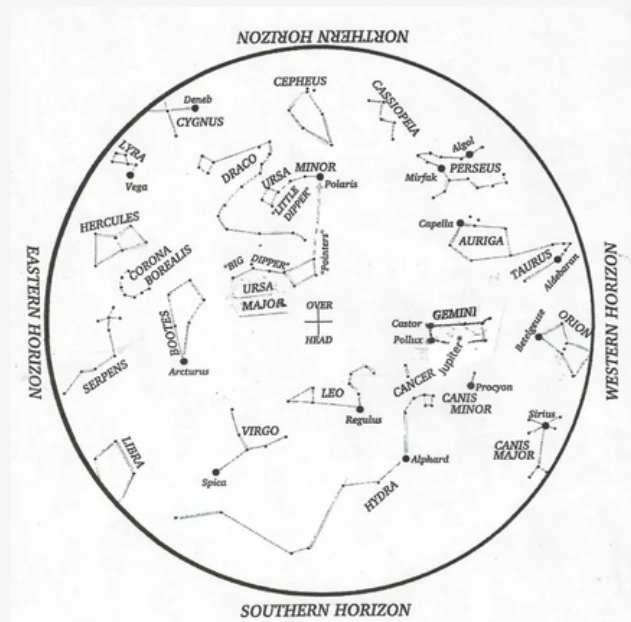 NORTHERN HORIZON
CEPHEUS
CASSIOPEIA
Deneb
CYGNUS
LYRA
Vega
DRACO
URSA
MINOR
"LITTLE
DIPPER"
Polaris
Algol
PERSEUS
Mirfak
HERCULES
CORONA
BOREALIS
"BIG DIPPER"
URSA
MAJOR
"Pointers"
Capella
AURIGA
TAURUS
Aldebaran
EASTERN HORIZON
WESTERN HORIZON
OVER
HEAD
BOOTES
Arcturus
SERPENS
GEMINI
Castor
Pollux
Jupiter
Betelgeuse
ORION
CANCER
Procyon
CANIS
MINOR
LEO
Regulus
Sirius
CANIS
MAJOR
VIRGO
Spica
LIBRA
Alphard
HYDRA
SOUTHERN HORIZON